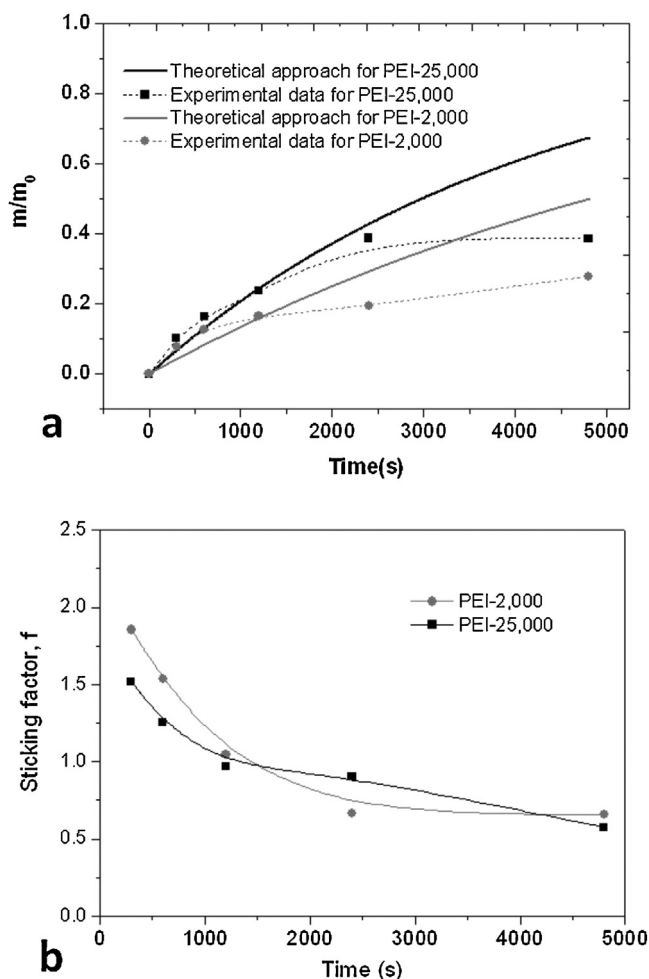 1.0
0.8
0.6
0.4
0.2
0.0
m/m0
Theoretical approach for PEI-25,000
Experimental data for PEI-25,000
Theoretical approach for PEI-2,000
Experimental data for PEI-2,000
0 1000 2000 3000 4000 5000
Time(s)
a
2.5
2.0
1.5
1.0
0.5
0.0
Sticking factor, f
PEI-2,000
PEI-25,000
0 1000 2000 3000 4000 5000
Time (s)
b